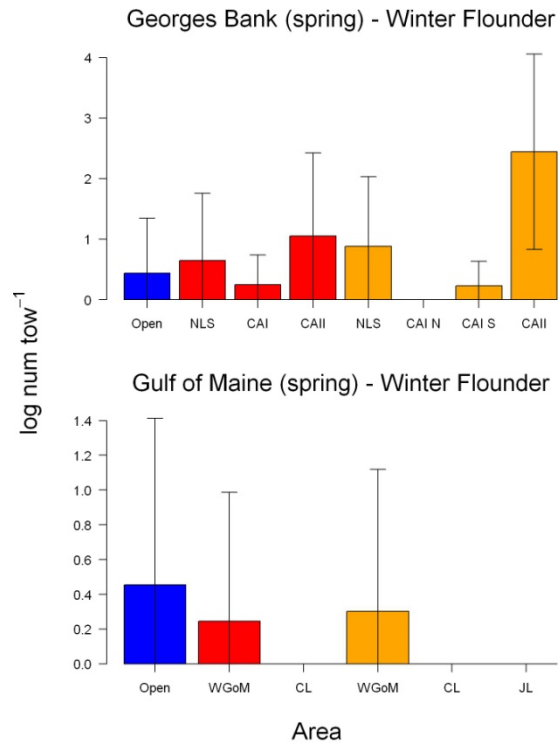 Georges Bank (spring) - Winter Flounder
4
3
2
1
0
Open NLS CAI CAII NLS CAI N CAI S CAII
log num tow⁻¹
Gulf of Maine (spring) - Winter Flounder
1.4
1.2
1.0
0.8
0.6
0.4
0.2
0.0
Open WGoM CL WGoM CL JL
Area